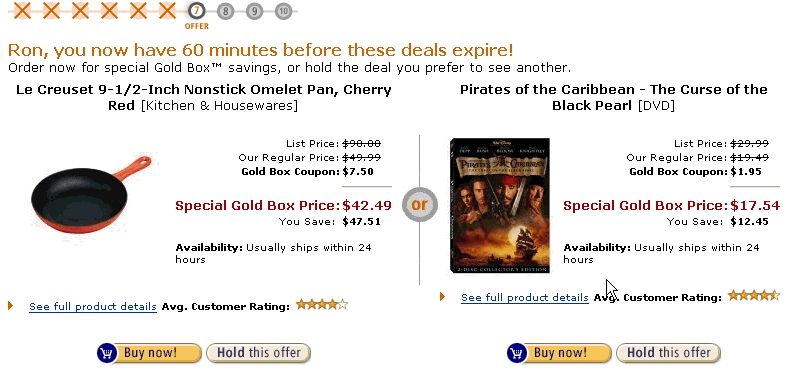 7 8 9 10
OFFER
Ron, you now have 60 minutes before these deals expire!
Order now for special Gold Box™ savings, or hold the deal you prefer to see another.
Le Creuset 9-1/2-Inch Nonstick Omelet Pan, Cherry
Red [Kitchen & Housewares]
List Price: $90.00
Our Regular Price: $49.99
Gold Box Coupon: $7.50
Special Gold Box Price: $42.49
You Save: $47.51
Availability: Usually ships within 24
hours
See full product details Avg. Customer Rating:
Buy now! Hold this offer
or
Pirates of the Caribbean - The Curse of the
Black Pearl [DVD]
List Price: $29.99
Our Regular Price: $19.49
Gold Box Coupon: $1.95
Special Gold Box Price: $17.54
You Save: $12.45
Availability: Usually ships within 24
hours
PIRATES OF THE CARIBBEAN
2-DISC COLLECTOR'S EDITION
See full product details Avg. Customer Rating:
Buy now! Hold this offer